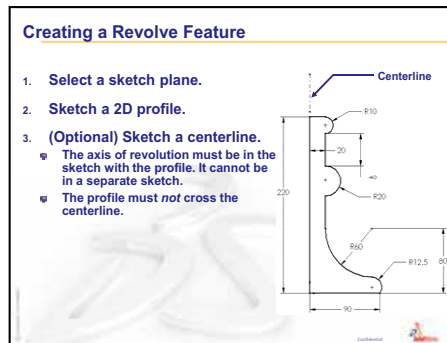 Creating a Revolve Feature
1. Select a sketch plane.
2. Sketch a 2D profile.
3. (Optional) Sketch a centerline.
The axis of revolution must be in the
sketch with the profile. It cannot be
in a separate sketch.
The profile must not cross the
centerline.
Centerline
R10
20
220
R20
R60
R12.5
80
90
Confidential